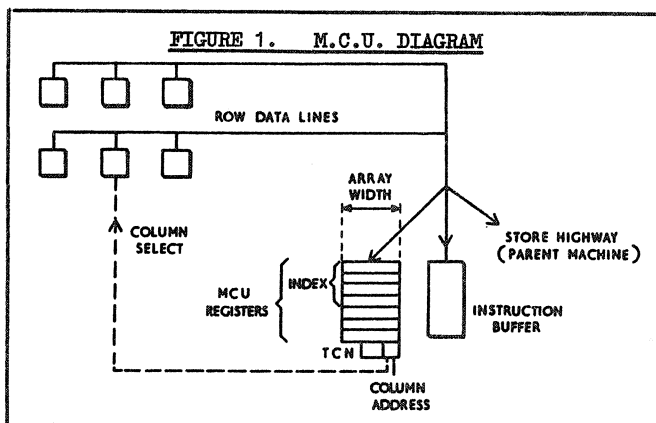 FIGURE 1. M.C.U. DIAGRAM
ROW DATA LINES
ARRAY
WIDTH
COLUMN
SELECT
STORE HIGHWAY
(PARENT MACHINE)
MCU
REGISTERS
INDEX
INSTRUCTION
BUFFER
TCN
COLUMN
ADDRESS